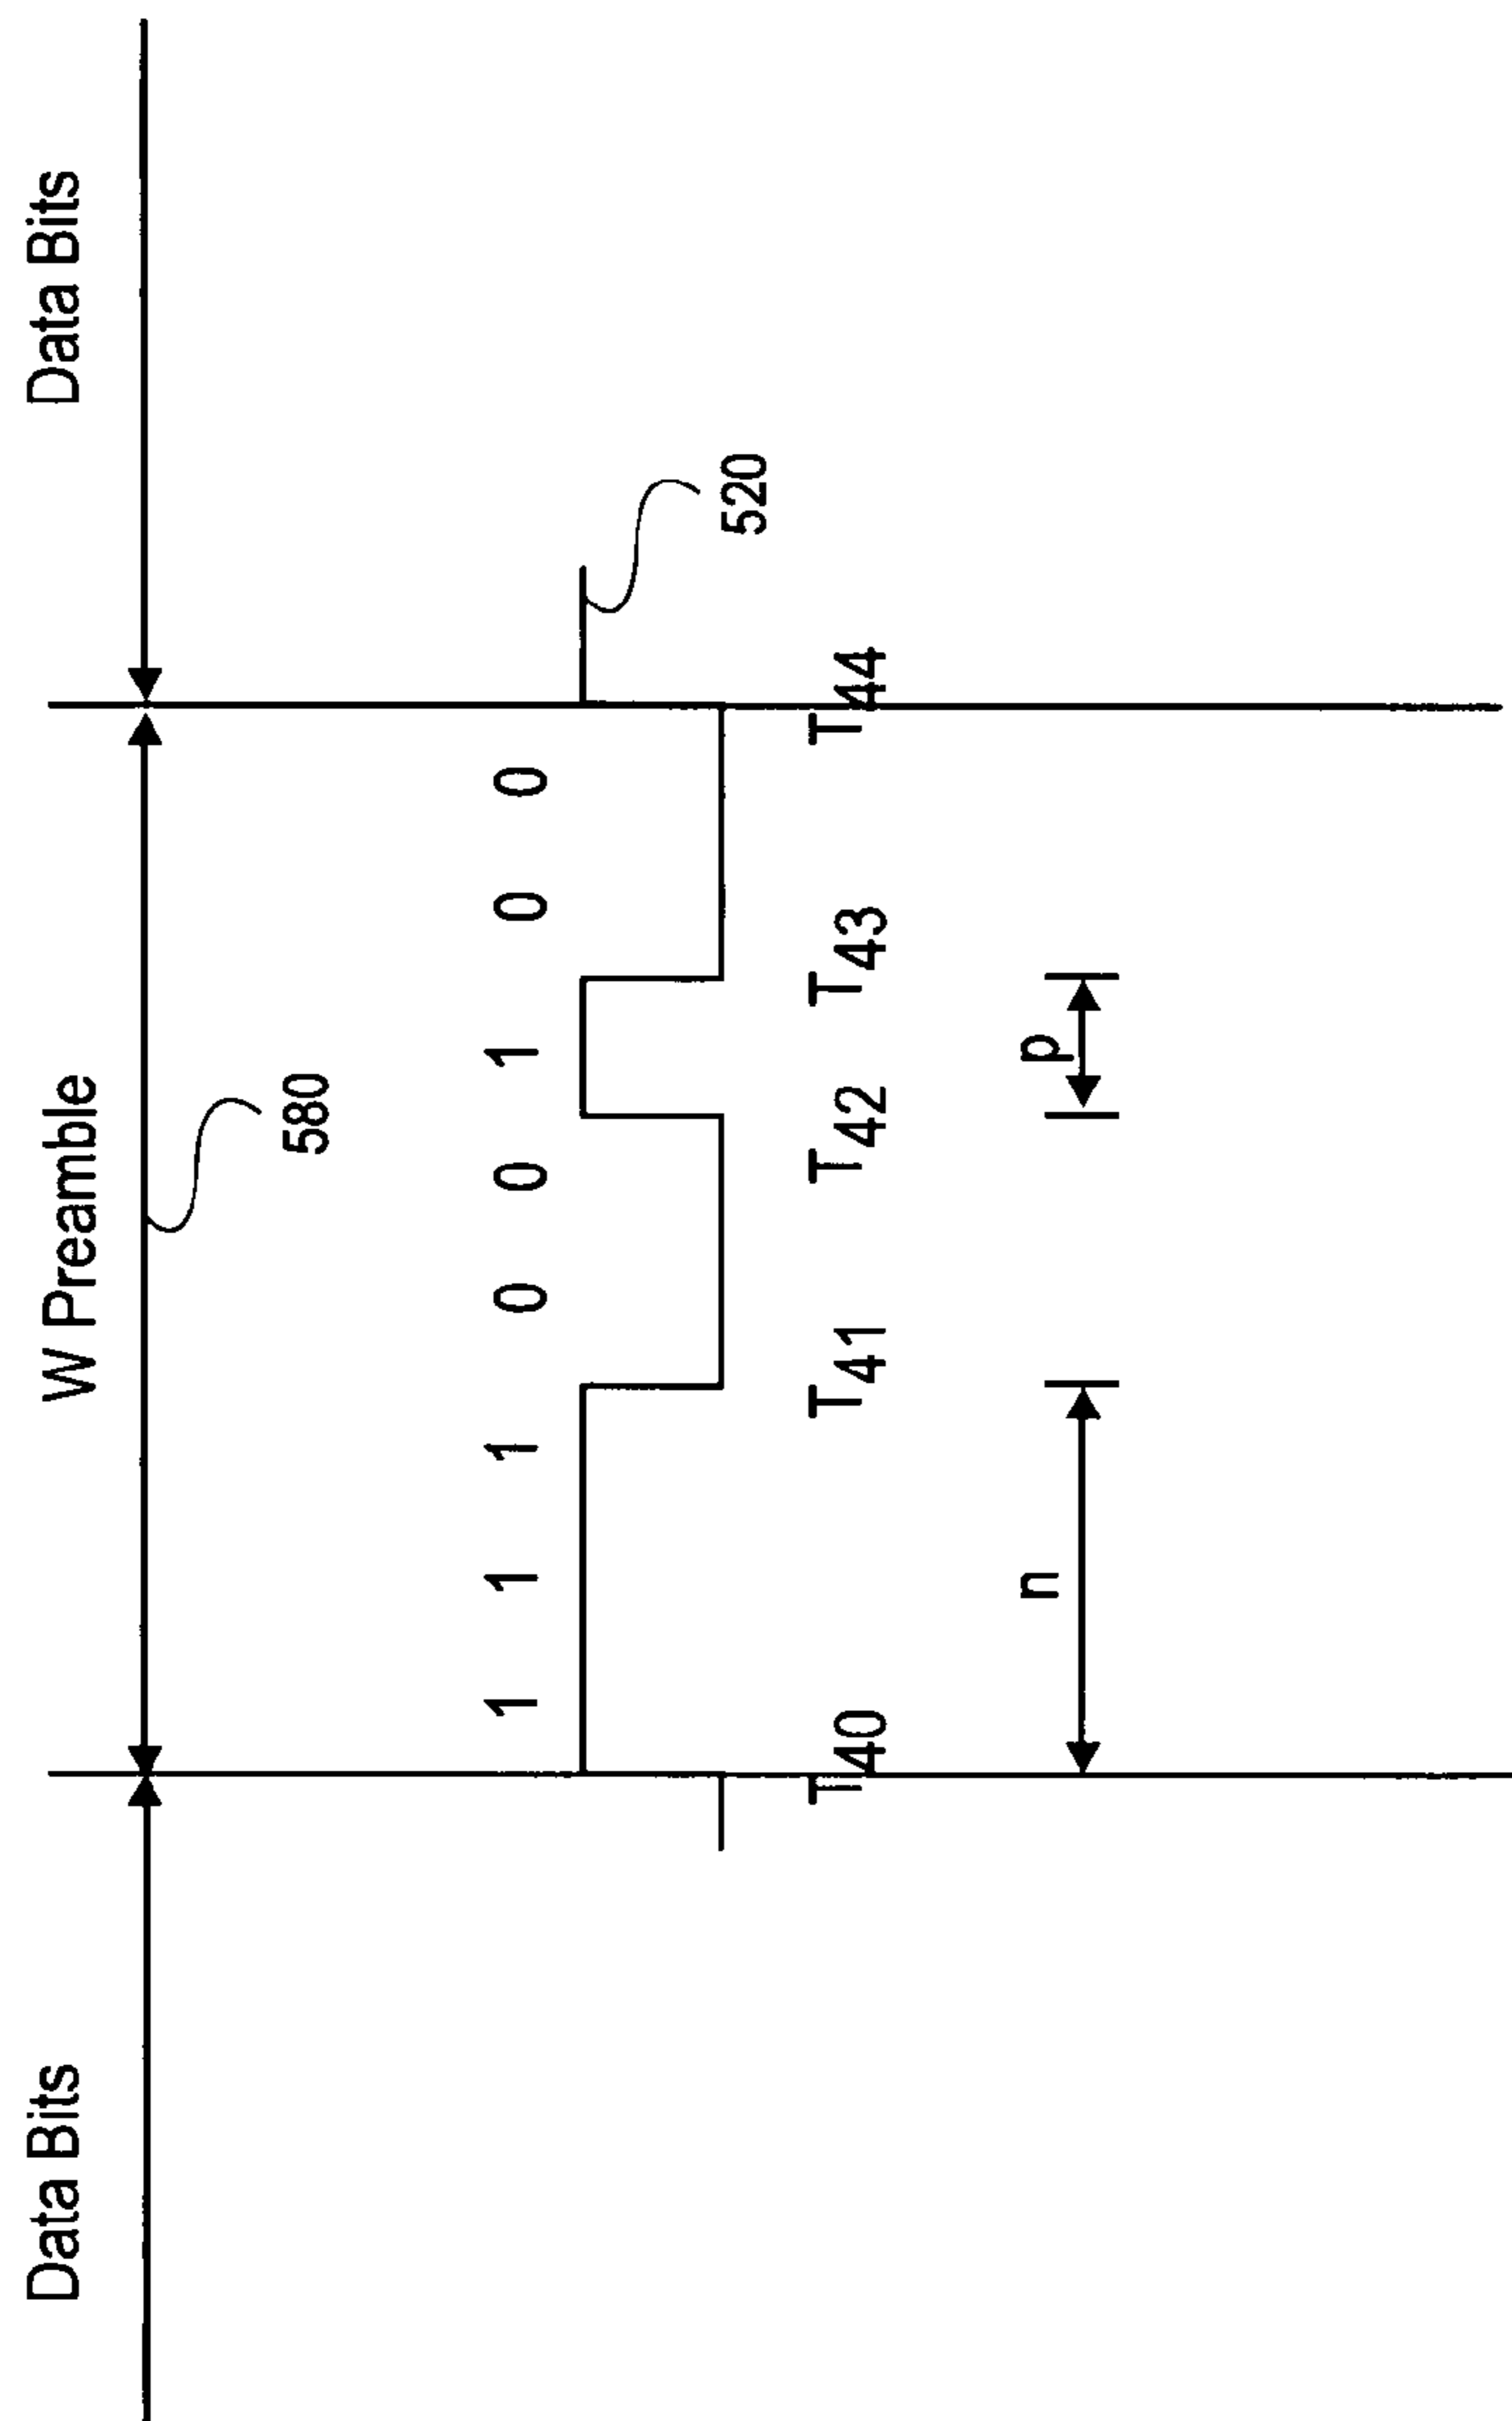 Data Bits W Preamble Data Bits
580
1 1 1 0 0 1 0 0
520
T40 T41 T42 T43 T44
n p